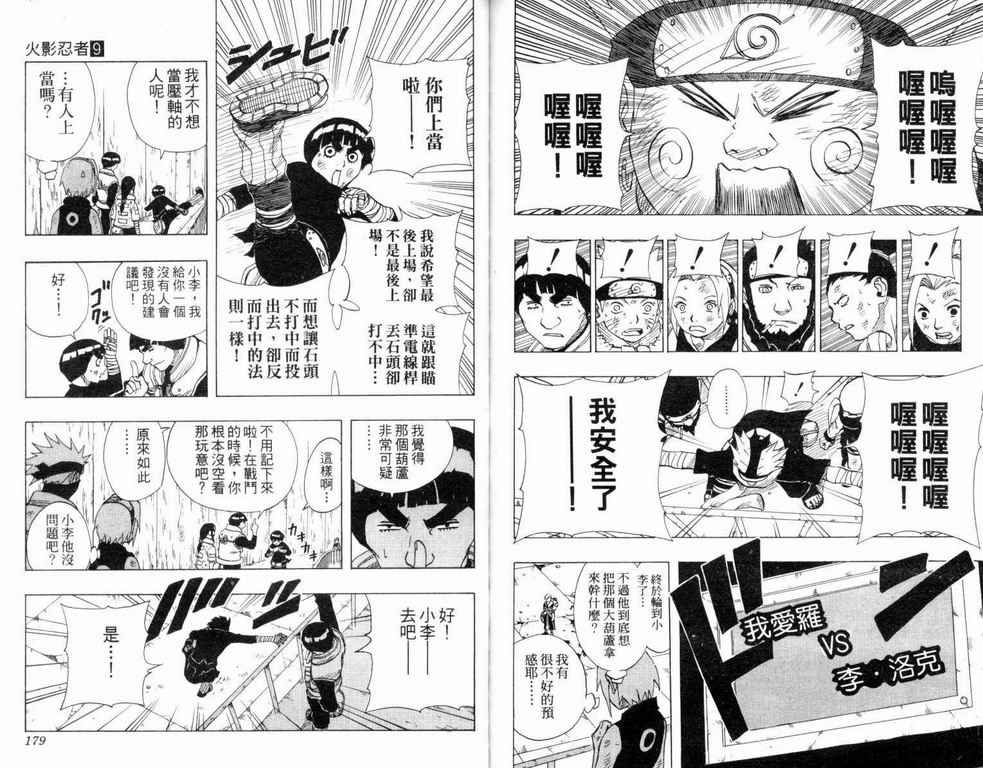 嗚喔喔喔
喔喔喔喔！
喔喔喔
喔喔！
！
！
！
！
！
！
喔喔喔
喔喔喔！
………
！
我安全了
——！
ドン
我愛羅
VS
李・洛克
終於輪到小
李了…
不過他到底想
把那個大葫蘆拿
來幹什麼？
我有
很不好的預
感耶……
火影忍者9
シュビ
你們上當
啦——！
我說希望最
後上場，卻
不是最後上
場！
這就跟瞄
準電線桿
丟石頭卻
打不中…
而想讓石頭
不打中而投
出去，卻反
而打中的法
則一樣！
我才不想
當壓軸的
人呢！
…有人上
當嗎？
小李，我
給你一個
沒有人會
發現的建
議吧！
ゴクン
好…！
我覺得
那個葫蘆
非常可疑
……
這樣啊…
不用記下來
啦！在戰鬥
的時候，你
根本沒空看
那玩意吧？
カキカキ
原來如此
……
小李他沒
問題吧？
好！
小李——
去吧
是…！
179